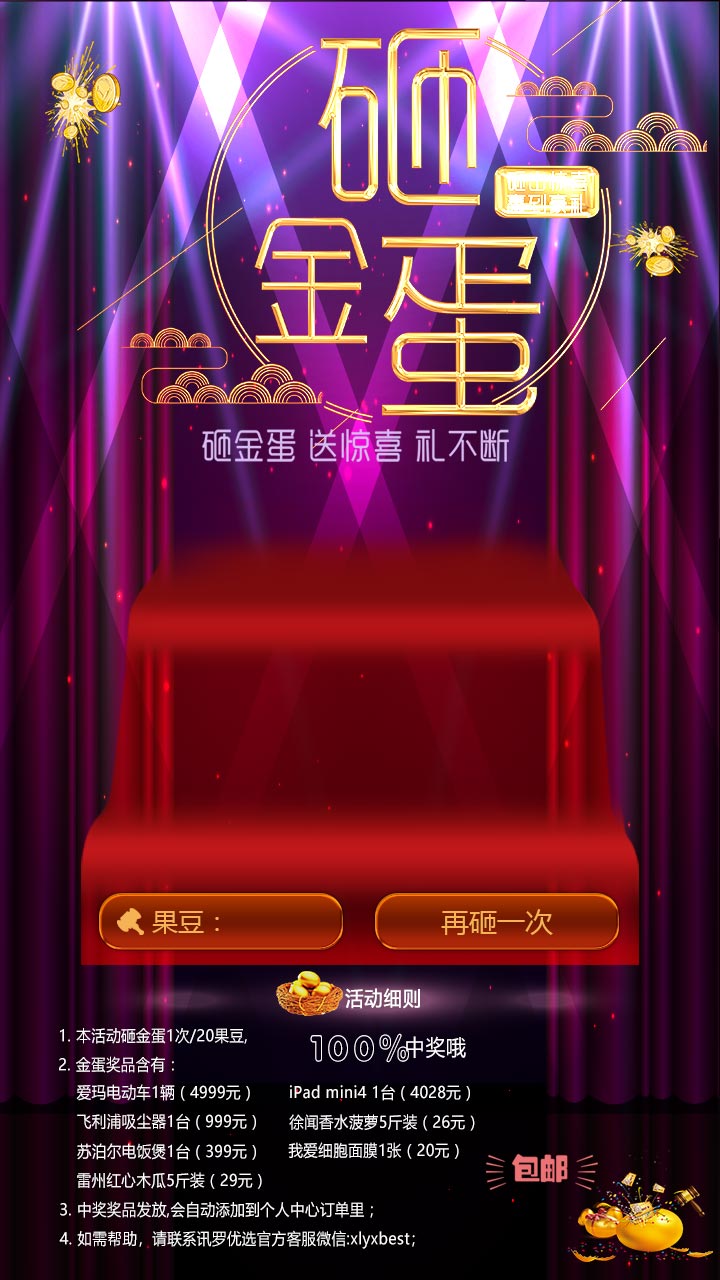 砸
金蛋
砸金蛋 送惊喜 礼不断
果豆：
再砸一次
活动细则
100%中奖哦
1. 本活动砸金蛋1次/20果豆,
2. 金蛋奖品含有：
爱玛电动车1辆（4999元） iPad mini4 1台（4028元）
飞利浦吸尘器1台（999元） 徐闻香水菠萝5斤装（26元）
苏泊尔电饭煲1台（399元） 我爱细胞面膜1张（20元）
雷州红心木瓜5斤装（29元）
包邮
3. 中奖奖品发放,会自动添加到个人中心订单里；
4. 如需帮助，请联系讯罗优选官方客服微信:xlyxbest；